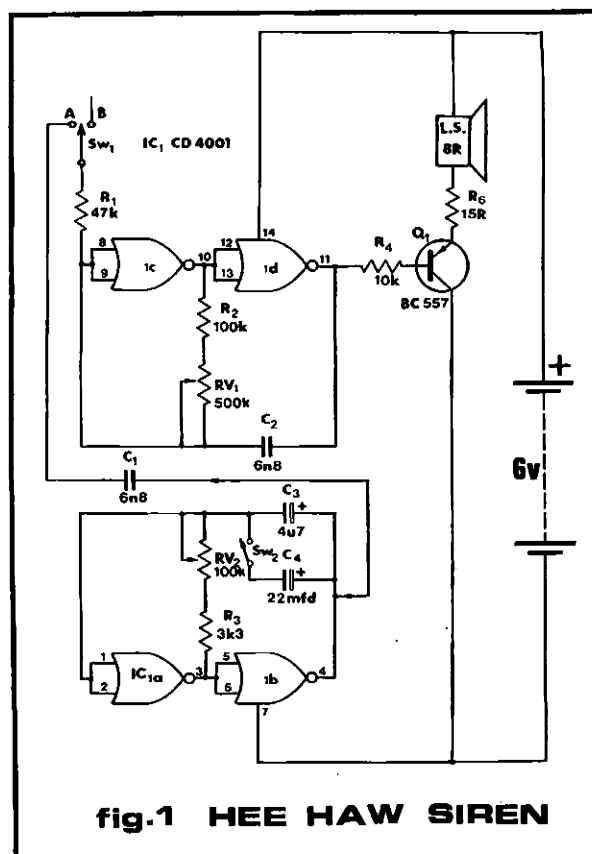 A B
Sw1
IC1 CD 4001
L.S.
8R
R1
47k
R6
15R
Q1
BC 557
8
9
1c
10
12
13
14
1d
11
R4
10k
R2
100k
RV1
500k
C2
6n8
C1
6n8
+
6v
C3
+
4u7
Sw2
C4
+
22mfd
RV2
100k
R3
3k3
1
2
IC1a
3
5
6
1b
4
7
fig.1 HEE HAW SIREN